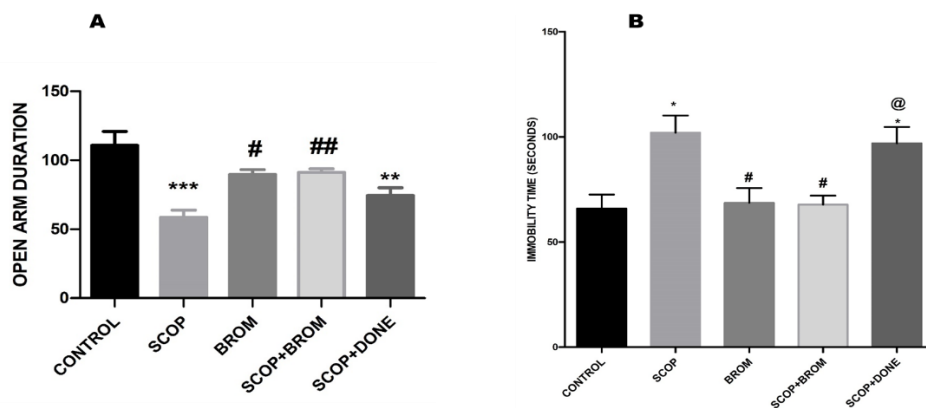 A
OPEN ARM DURATION
150
100
50
0
***
#
##
**
CONTROL
SCOP
BROM
SCOP+BROM
SCOP+DONE
B
IMMOBILITY TIME (SECONDS)
150
100
50
0
*
#
#
@
*
CONTROL
SCOP
BROM
SCOP+BROM
SCOP+DONE